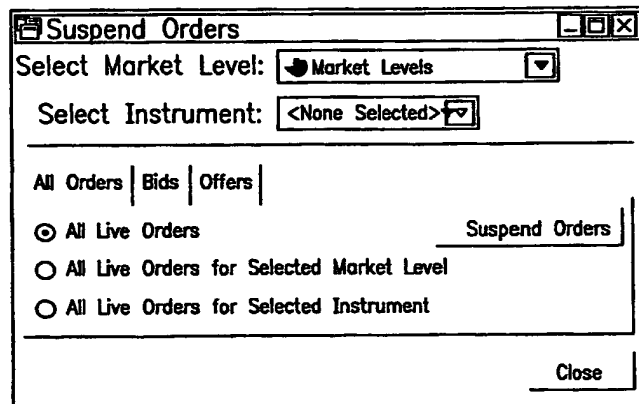 Suspend Orders
Select Market Level: Market Levels
Select Instrument: <None Selected>
All Orders Bids Offers
All Live Orders Suspend Orders
All Live Orders for Selected Market Level
All Live Orders for Selected Instrument
Close